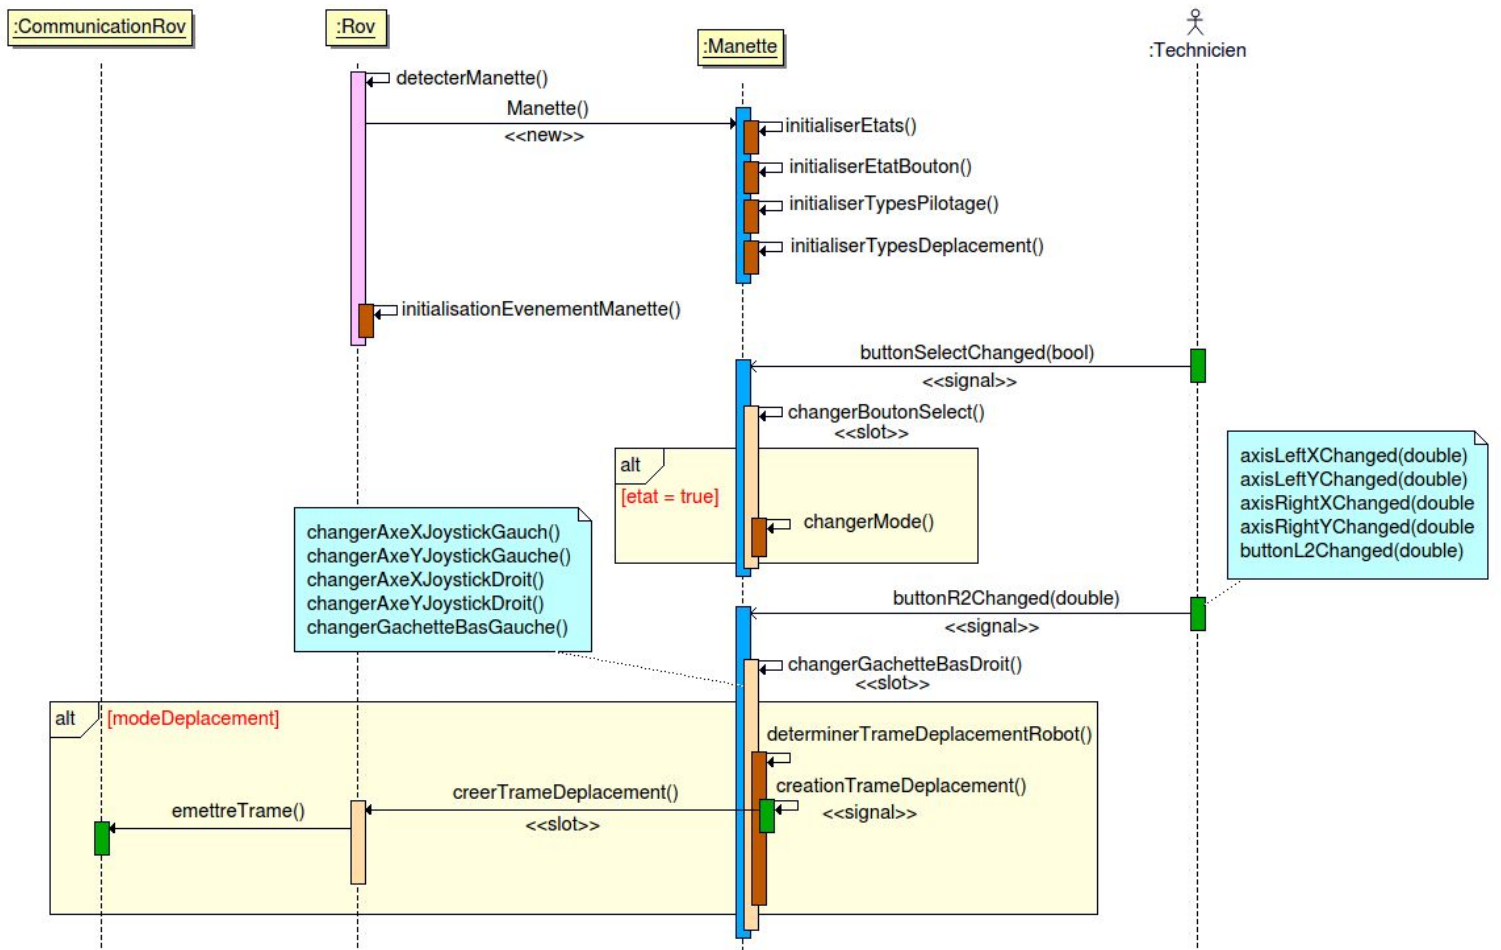 :CommunicationRov
:Rov
:Manette
:Technicien
detecterManette()
Manette()
<<new>>
initialiserEtats()
initialiserEtatBouton()
initialiserTypesPilotage()
initialiserTypesDeplacement()
initialisationEvenementManette()
buttonSelectChanged(bool)
<<signal>>
changerBoutonSelect()
<<slot>>
alt
[etat = true]
changerMode()
axisLeftXChanged(double)
axisLeftYChanged(double)
axisRightXChanged(double
axisRightYChanged(double
buttonL2Changed(double)
changerAxeXJoystickGauch()
changerAxeYJoystickGauche()
changerAxeXJoystickDroit()
changerAxeYJoystickDroit()
changerGachetteBasGauche()
buttonR2Changed(double)
<<signal>>
changerGachetteBasDroit()
<<slot>>
alt
[modeDeplacement]
determinerTrameDeplacementRobot()
creationTrameDeplacement()
<<signal>>
creerTrameDeplacement()
<<slot>>
emettreTrame()